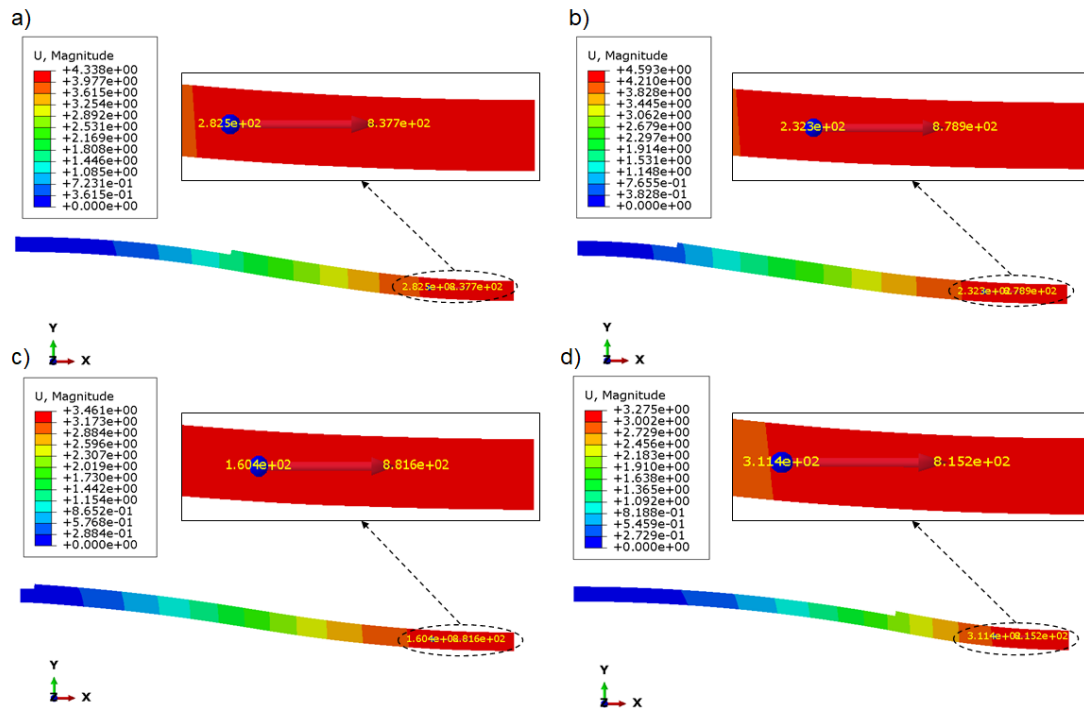 a)
U, Magnitude
+4.338e+00
+3.977e+00
+3.615e+00
+3.254e+00
+2.892e+00
+2.531e+00
+2.169e+00
+1.808e+00
+1.446e+00
+1.085e+00
+7.231e-01
+3.615e-01
+0.000e+00
2.825e+02
8.377e+02
Y
Z
X
b)
U, Magnitude
+4.593e+00
+4.210e+00
+3.828e+00
+3.445e+00
+3.062e+00
+2.679e+00
+2.297e+00
+1.914e+00
+1.531e+00
+1.148e+00
+7.655e-01
+3.828e-01
+0.000e+00
2.323e+02
8.789e+02
Y
Z
X
c)
U, Magnitude
+3.461e+00
+3.173e+00
+2.884e+00
+2.596e+00
+2.307e+00
+2.019e+00
+1.730e+00
+1.442e+00
+1.154e+00
+8.652e-01
+5.768e-01
+2.884e-01
+0.000e+00
1.604e+02
8.816e+02
Y
Z
X
d)
U, Magnitude
+3.275e+00
+3.002e+00
+2.729e+00
+2.456e+00
+2.183e+00
+1.910e+00
+1.638e+00
+1.365e+00
+1.092e+00
+8.188e-01
+5.459e-01
+2.729e-01
+0.000e+00
3.114e+02
8.152e+02
Y
Z
X